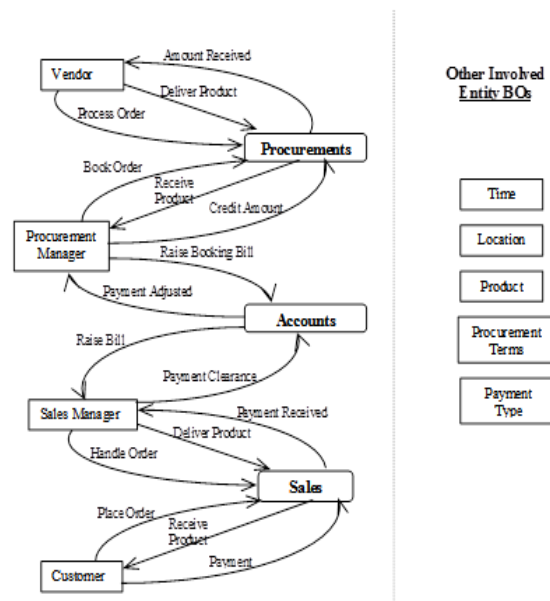 Amount Received
Vendor
Deliver Product
Process Order
Procurements
Book Order
Receive
Product
Credit Amount
Procurement
Manager
Raise Booking Bill
Payment Adjusted
Accounts
Raise Bill
Payment Clearance
Sales Manager
Payment Received
Deliver Product
Handle Order
Sales
Place Order
Receive
Product
Payment
Customer
Other Involved
Entity BOs
Time
Location
Product
Procurement
Terms
Payment
Type